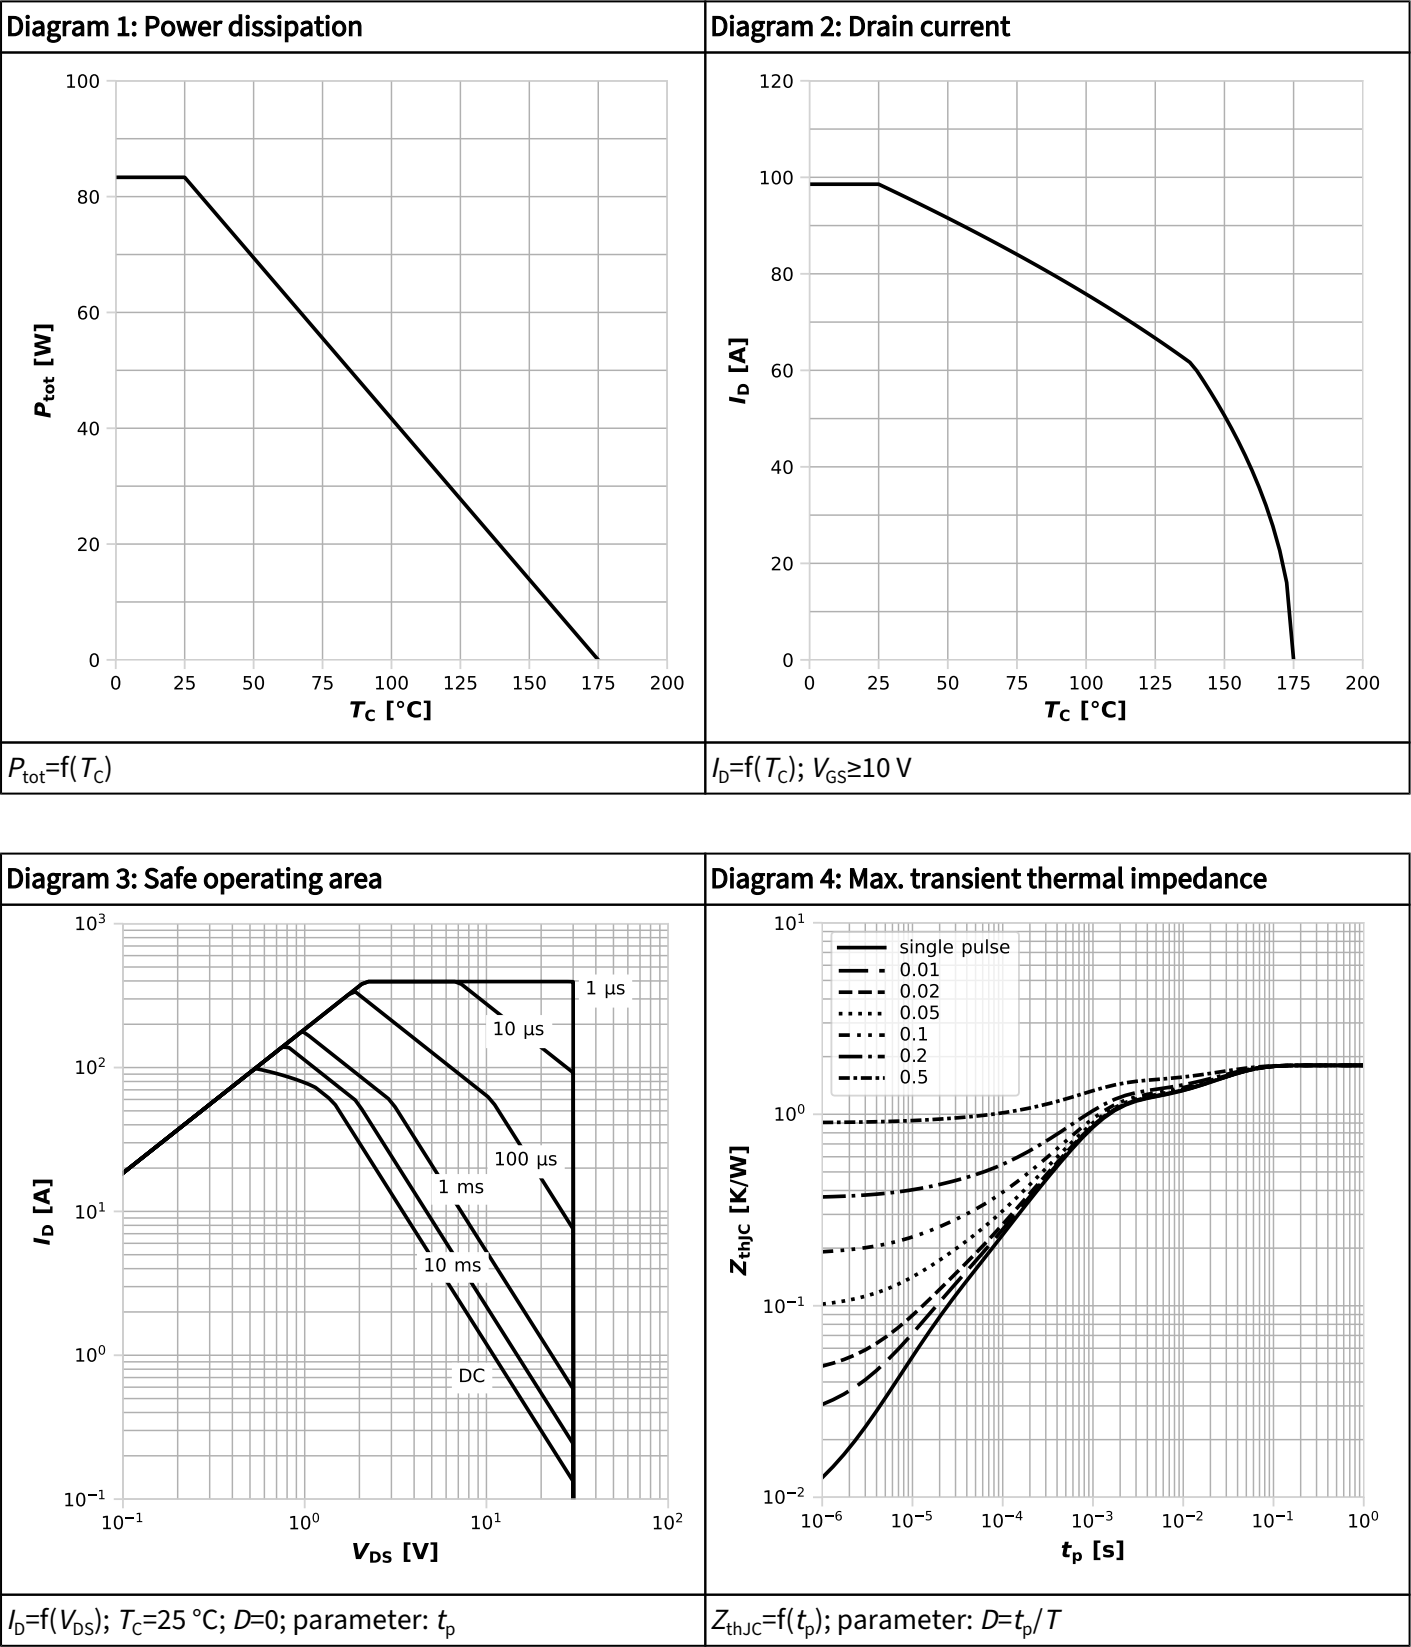 Diagram 1: Power dissipation
100
80
60
40
20
0
0 25 50 75 100 125 150 175 200
Ptot [W]
TC [°C]
Ptot=f(TC)
Diagram 2: Drain current
120
100
80
60
40
20
0
0 25 50 75 100 125 150 175 200
ID [A]
TC [°C]
ID=f(TC); VGS≥10 V
Diagram 3: Safe operating area
10³
10²
10¹
10⁰
10⁻¹
10⁻¹ 10⁰ 10¹ 10²
1 µs
10 µs
100 µs
1 ms
10 ms
DC
ID [A]
VDS [V]
ID=f(VDS); TC=25 °C; D=0; parameter: tp
Diagram 4: Max. transient thermal impedance
10¹
10⁰
10⁻¹
10⁻²
single pulse
0.01
0.02
0.05
0.1
0.2
0.5
10⁻⁶ 10⁻⁵ 10⁻⁴ 10⁻³ 10⁻² 10⁻¹ 10⁰
ZthJC [K/W]
tp [s]
ZthJC=f(tp); parameter: D=tp/T